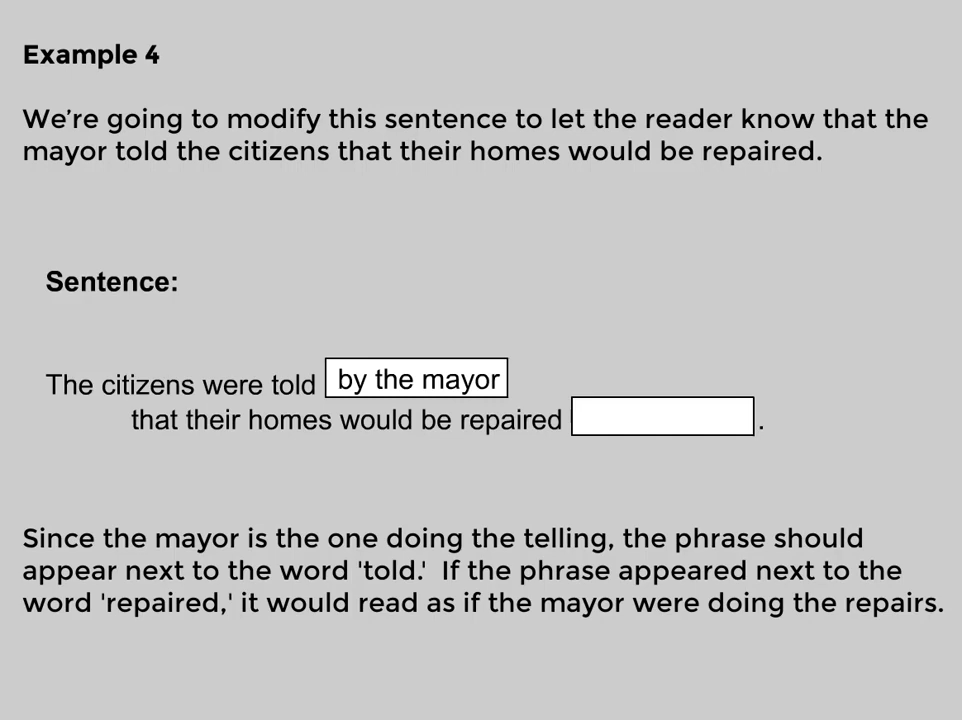 Example 4
We’re going to modify this sentence to let the reader know that the
mayor told the citizens that their homes would be repaired.
Sentence:
The citizens were told by the mayor
that their homes would be repaired .
Since the mayor is the one doing the telling, the phrase should
appear next to the word 'told.' If the phrase appeared next to the
word 'repaired,' it would read as if the mayor were doing the repairs.